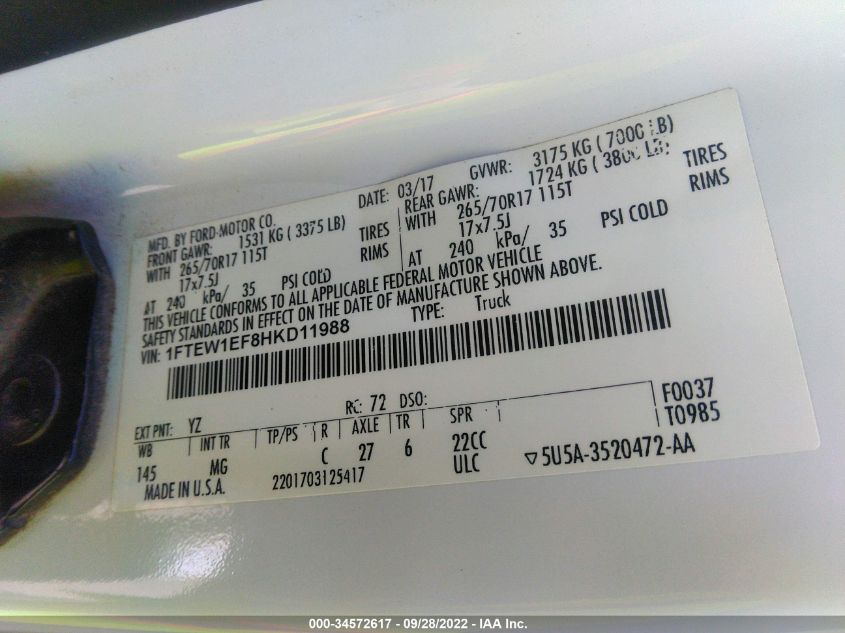 MFD. BY FORD-MOTOR CO.
DATE: 03/17 GVWR: 3175 KG ( 7000 LB)
FRONT GAWR: 1531 KG ( 3375 LB) REAR GAWR: 1724 KG ( 3800 LB)
WITH 265/70R17 115T TIRES WITH 265/70R17 115T TIRES
17x7.5J RIMS 17x7.5J RIMS
AT 240 kPa/ 35 PSI COLD AT 240 kPa/ 35 PSI COLD
THIS VEHICLE CONFORMS TO ALL APPLICABLE FEDERAL MOTOR VEHICLE
SAFETY STANDARDS IN EFFECT ON THE DATE OF MANUFACTURE SHOWN ABOVE.
VIN: 1FTEW1EF8HKD11988 TYPE: Truck
EXT PNT: YZ RC: 72 DSO: F0037
WB INT TR TP/PS R AXLE TR SPR T0985
145 MG C 27 6 22CC
ULC ▽5U5A-3520472-AA
MADE IN U.S.A. 2201703125417
000-34572617 - 09/28/2022 - IAA Inc.